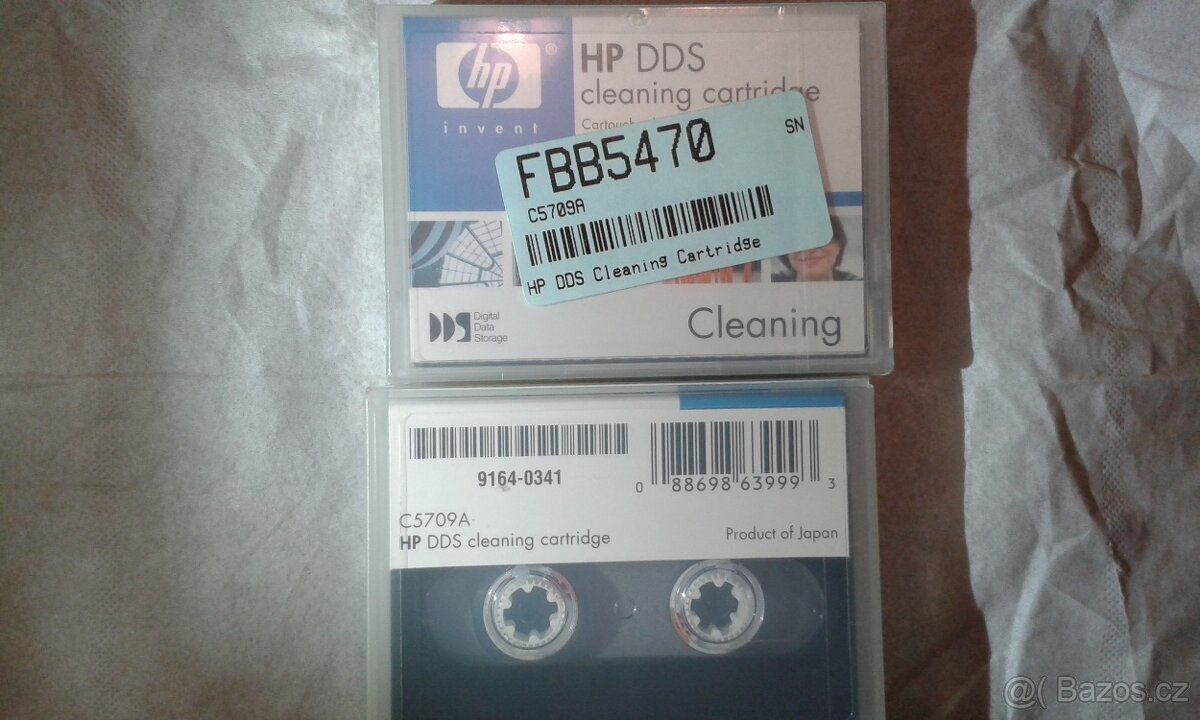 hp
®
invent
HP DDS
cleaning cartridge
FBB5470
SN
C5709A
HP DDS Cleaning Cartridge
DDS
Digital
Data
Storage
Cleaning
9164-0341
0 88698 63999 3
C5709A
HP DDS cleaning cartridge
Product of Japan
@( Bazos.cz